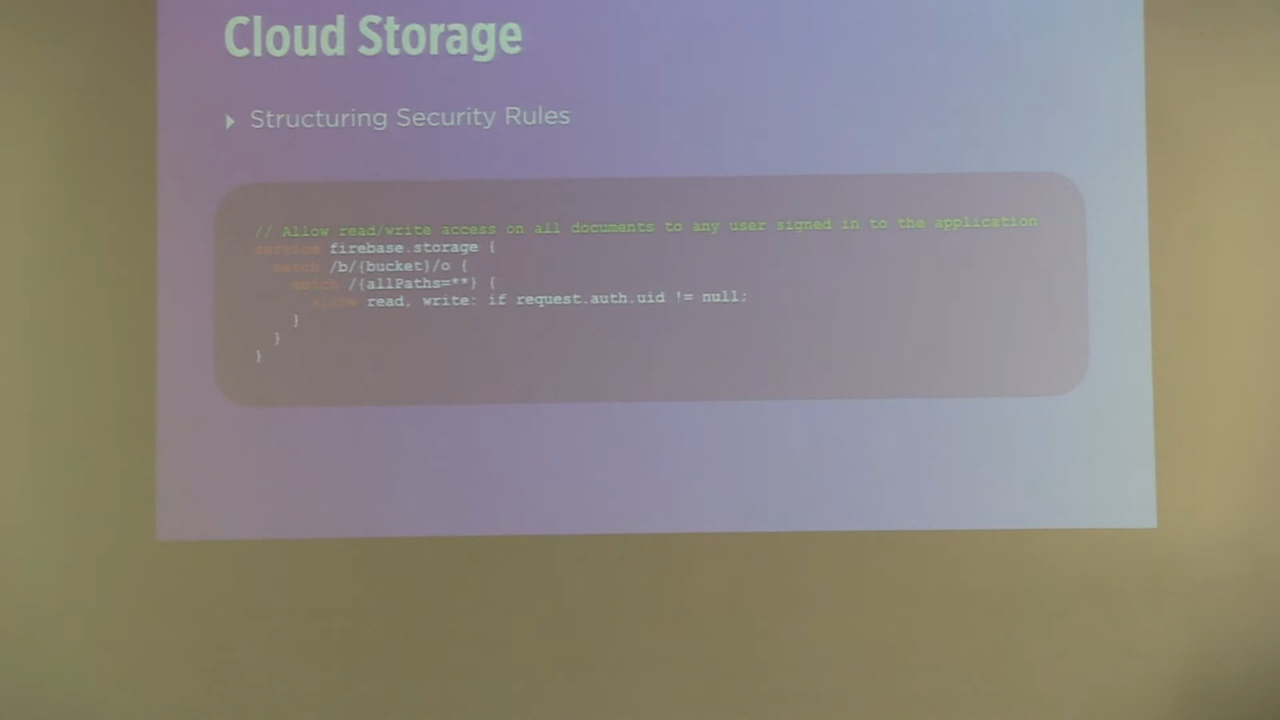 Cloud Storage
Structuring Security Rules
// Allow read/write access on all documents to any user signed in to the application
service firebase.storage {
match /b/{bucket}/o {
match /{allPaths=**} {
allow read, write: if request.auth.uid != null;
}
}
}